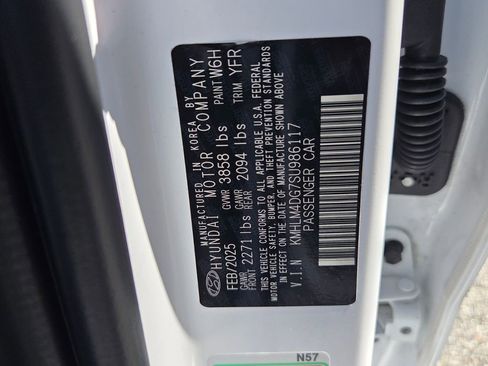 MANUFACTURED IN KOREA BY
HYUNDAI MOTOR COMPANY
FEB/2025 GVWR 3858 lbs PAINT W6H
GAWR FRONT 2271 lbs GAWR REAR 2094 lbs TRIM YFR
THIS VEHICLE CONFORMS TO ALL APPLICABLE U.S.A. FEDERAL
MOTOR VEHICLE SAFETY, BUMPER, AND THEFT PREVENTION STANDARDS
IN EFFECT ON THE DATE OF MANUFACTURE SHOWN ABOVE
V.I.N KMHLM4DG7SU986117
PASSENGER CAR
N57